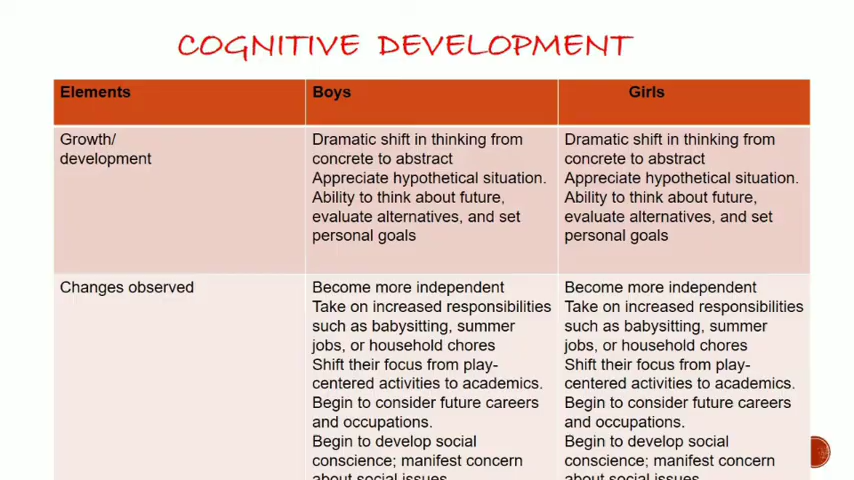 COGNITIVE DEVELOPMENT
Elements
Boys
Girls
Growth/
development
Dramatic shift in thinking from
concrete to abstract
Appreciate hypothetical situation.
Ability to think about future,
evaluate alternatives, and set
personal goals
Dramatic shift in thinking from
concrete to abstract
Appreciate hypothetical situation.
Ability to think about future,
evaluate alternatives, and set
personal goals
Changes observed
Become more independent
Take on increased responsibilities
such as babysitting, summer
jobs, or household chores
Shift their focus from play-
centered activities to academics.
Begin to consider future careers
and occupations.
Begin to develop social
conscience; manifest concern
about social issues
Become more independent
Take on increased responsibilities
such as babysitting, summer
jobs, or household chores
Shift their focus from play-
centered activities to academics.
Begin to consider future careers
and occupations.
Begin to develop social
conscience; manifest concern
about social issues